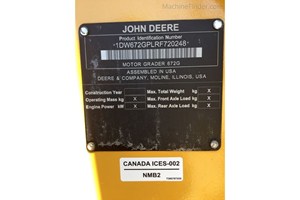 MachineFinder.com
JOHN DEERE
Product Identification Number
*1DW672GPLRF720248*
MOTOR GRADER 672G
ASSEMBLED IN USA
DEERE & COMPANY, MOLINE, ILLINOIS, USA
Construction Year X Max. Total Weight kg X
Operating Mass kg X Max. Front Axle Load kg X
Engine Power kW X Max. Rear Axle Load kg X
CANADA ICES-002
NMB2